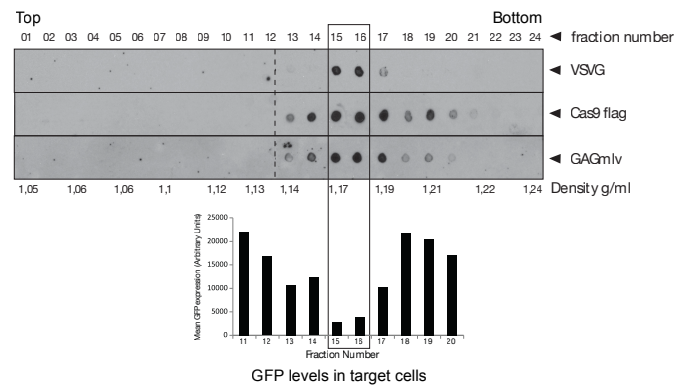 Top Bottom
01 02 03 04 05 06 07 08 09 10 11 12 13 14 15 16 17 18 19 20 21 22 23 24 fraction number
VSVG
Cas9 flag
GAGmlv
1,05 1,06 1,06 1,1 1,12 1,13 1,14 1,17 1,19 1,21 1,22 1,24 Density g/ml
Mean GFP expression (Arbitrary Units)
25000
20000
15000
10000
5000
0
11 12 13 14 15 16 17 18 19 20
Fraction Number
GFP levels in target cells